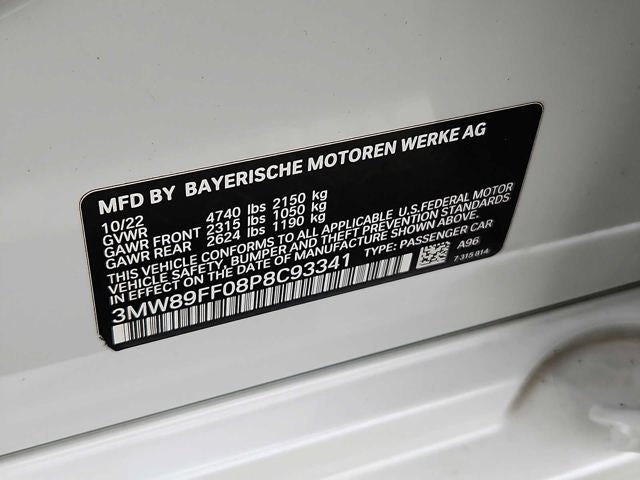 MFD BY BAYERISCHE MOTOREN WERKE AG
10/22
GVWR 4740 lbs 2150 kg
GAWR FRONT 2315 lbs 1050 kg
GAWR REAR 2624 lbs 1190 kg
THIS VEHICLE CONFORMS TO ALL APPLICABLE U.S.FEDERAL MOTOR
VEHICLE SAFETY, BUMPER, AND THEFT PREVENTION STANDARDS
IN EFFECT ON THE DATE OF MANUFACTURE SHOWN ABOVE.
3MW89FF08P8C93341 TYPE: PASSENGER CAR
A96
7 315 814